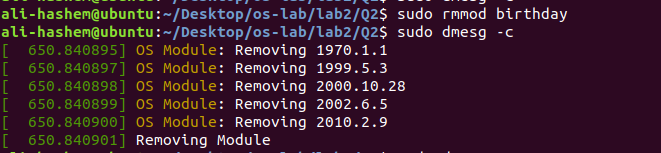 ali-hashem@ubuntu:~/Desktop/os-lab/lab2/Q2$ sudo rmmod birthday
ali-hashem@ubuntu:~/Desktop/os-lab/lab2/Q2$ sudo dmesg -c
[  650.840895] OS Module: Removing 1970.1.1
[  650.840897] OS Module: Removing 1999.5.3
[  650.840898] OS Module: Removing 2000.10.28
[  650.840899] OS Module: Removing 2002.6.5
[  650.840900] OS Module: Removing 2010.2.9
[  650.840901] Removing Module